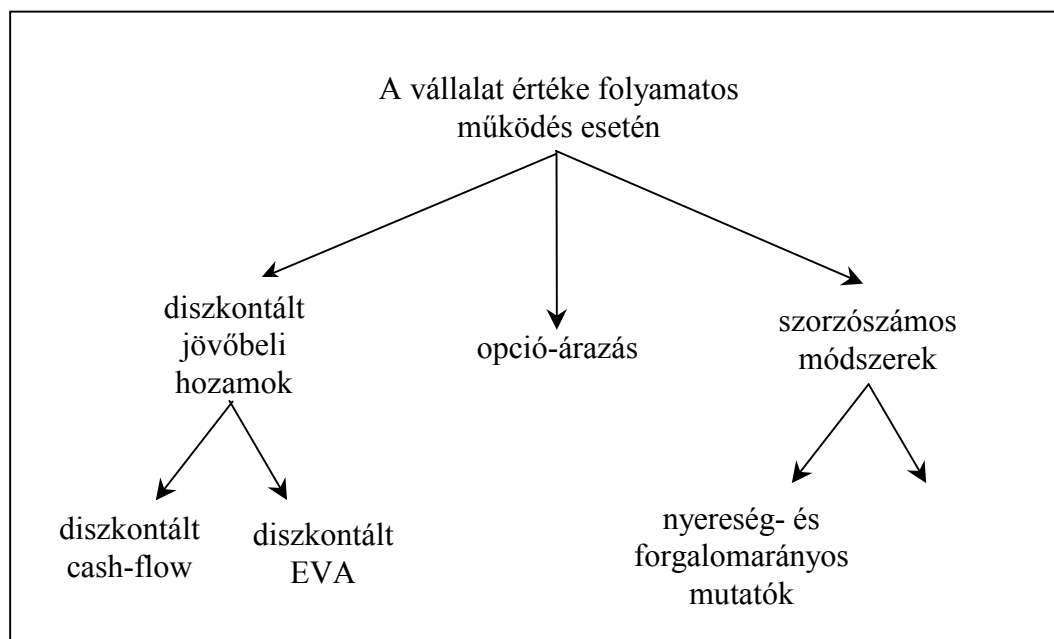 A vállalat értéke folyamatos
működés esetén
diszkontált
jövőbeli
hozamok
opció-árazás
szorzószámos
módszerek
diszkontált
cash-flow
diszkontált
EVA
nyereség- és
forgalomarányos
mutatók